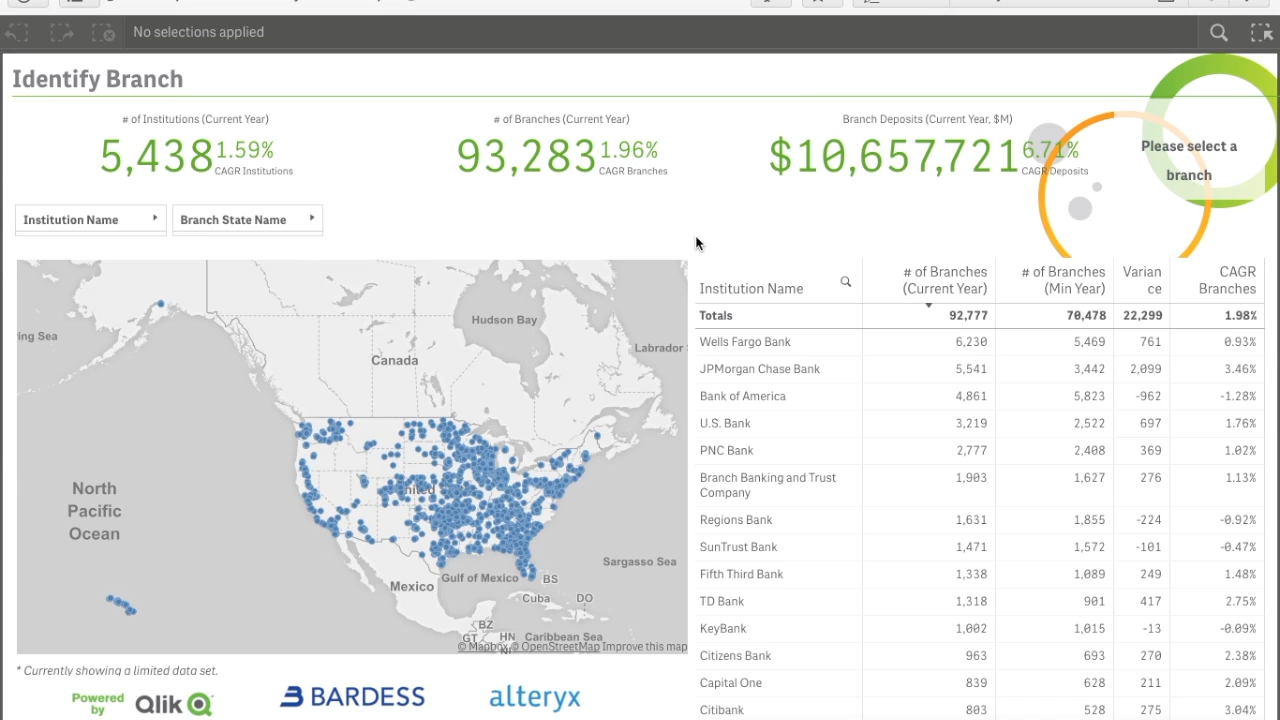 No selections applied
Identify Branch
# of Institutions (Current Year)
5,438 1.59%
CAGR Institutions
# of Branches (Current Year)
93,283 1.96%
CAGR Branches
Branch Deposits (Current Year, $M)
$10,657,721 6.71%
CAGR Deposits
Please select a
branch
Institution Name
Branch State Name
Hudson Bay
ing Sea
Labrador
Canada
North
Pacific
Ocean
nited
Sargasso Sea
Gulf of Mexico
BS
Mexico
Cuba
DO
BZ
GT
HN
Caribbean Sea
NI
© Mapbox © OpenStreetMap Improve this map
* Currently showing a limited data set.
Powered
by
Qlik
BARDESS
alteryx
Institution Name
# of Branches
(Current Year)
# of Branches
(Min Year)
Varian
ce
CAGR
Branches
Totals 92,777 70,478 22,299 1.98%
Wells Fargo Bank 6,230 5,469 761 0.93%
JPMorgan Chase Bank 5,541 3,442 2,099 3.46%
Bank of America 4,861 5,823 -962 -1.28%
U.S. Bank 3,219 2,522 697 1.76%
PNC Bank 2,777 2,408 369 1.02%
Branch Banking and Trust
Company 1,903 1,627 276 1.13%
Regions Bank 1,631 1,855 -224 -0.92%
SunTrust Bank 1,471 1,572 -101 -0.47%
Fifth Third Bank 1,338 1,089 249 1.48%
TD Bank 1,318 901 417 2.75%
KeyBank 1,002 1,015 -13 -0.09%
Citizens Bank 963 693 270 2.38%
Capital One 839 628 211 2.09%
Citibank 803 528 275 3.04%